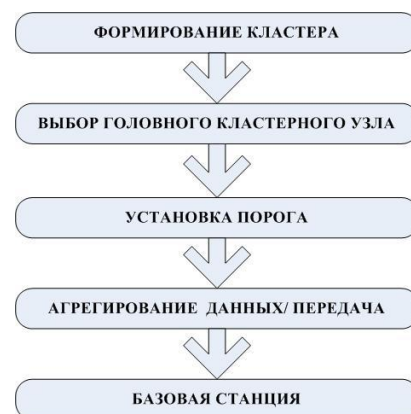 ФОРМИРОВАНИЕ КЛАСТЕРА
ВЫБОР ГОЛОВНОГО КЛАСТЕРНОГО УЗЛА
УСТАНОВКА ПОРОГА
АГРЕГИРОВАНИЕ ДАННЫХ/ ПЕРЕДАЧА
БАЗОВАЯ СТАНЦИЯ